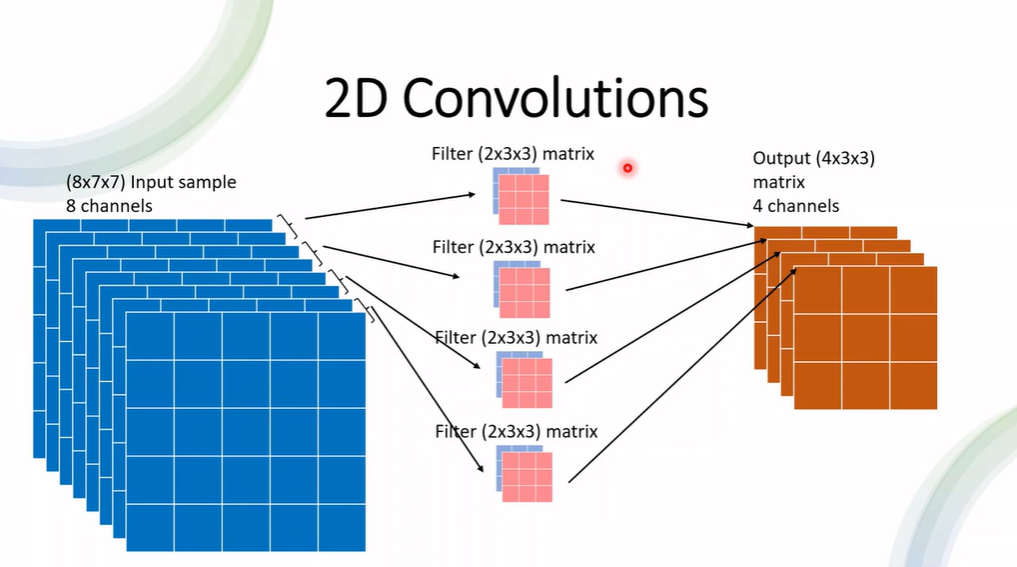 2D Convolutions
(8x7x7) Input sample
8 channels
Filter (2x3x3) matrix
Filter (2x3x3) matrix
Filter (2x3x3) matrix
Filter (2x3x3) matrix
Output (4x3x3)
matrix
4 channels